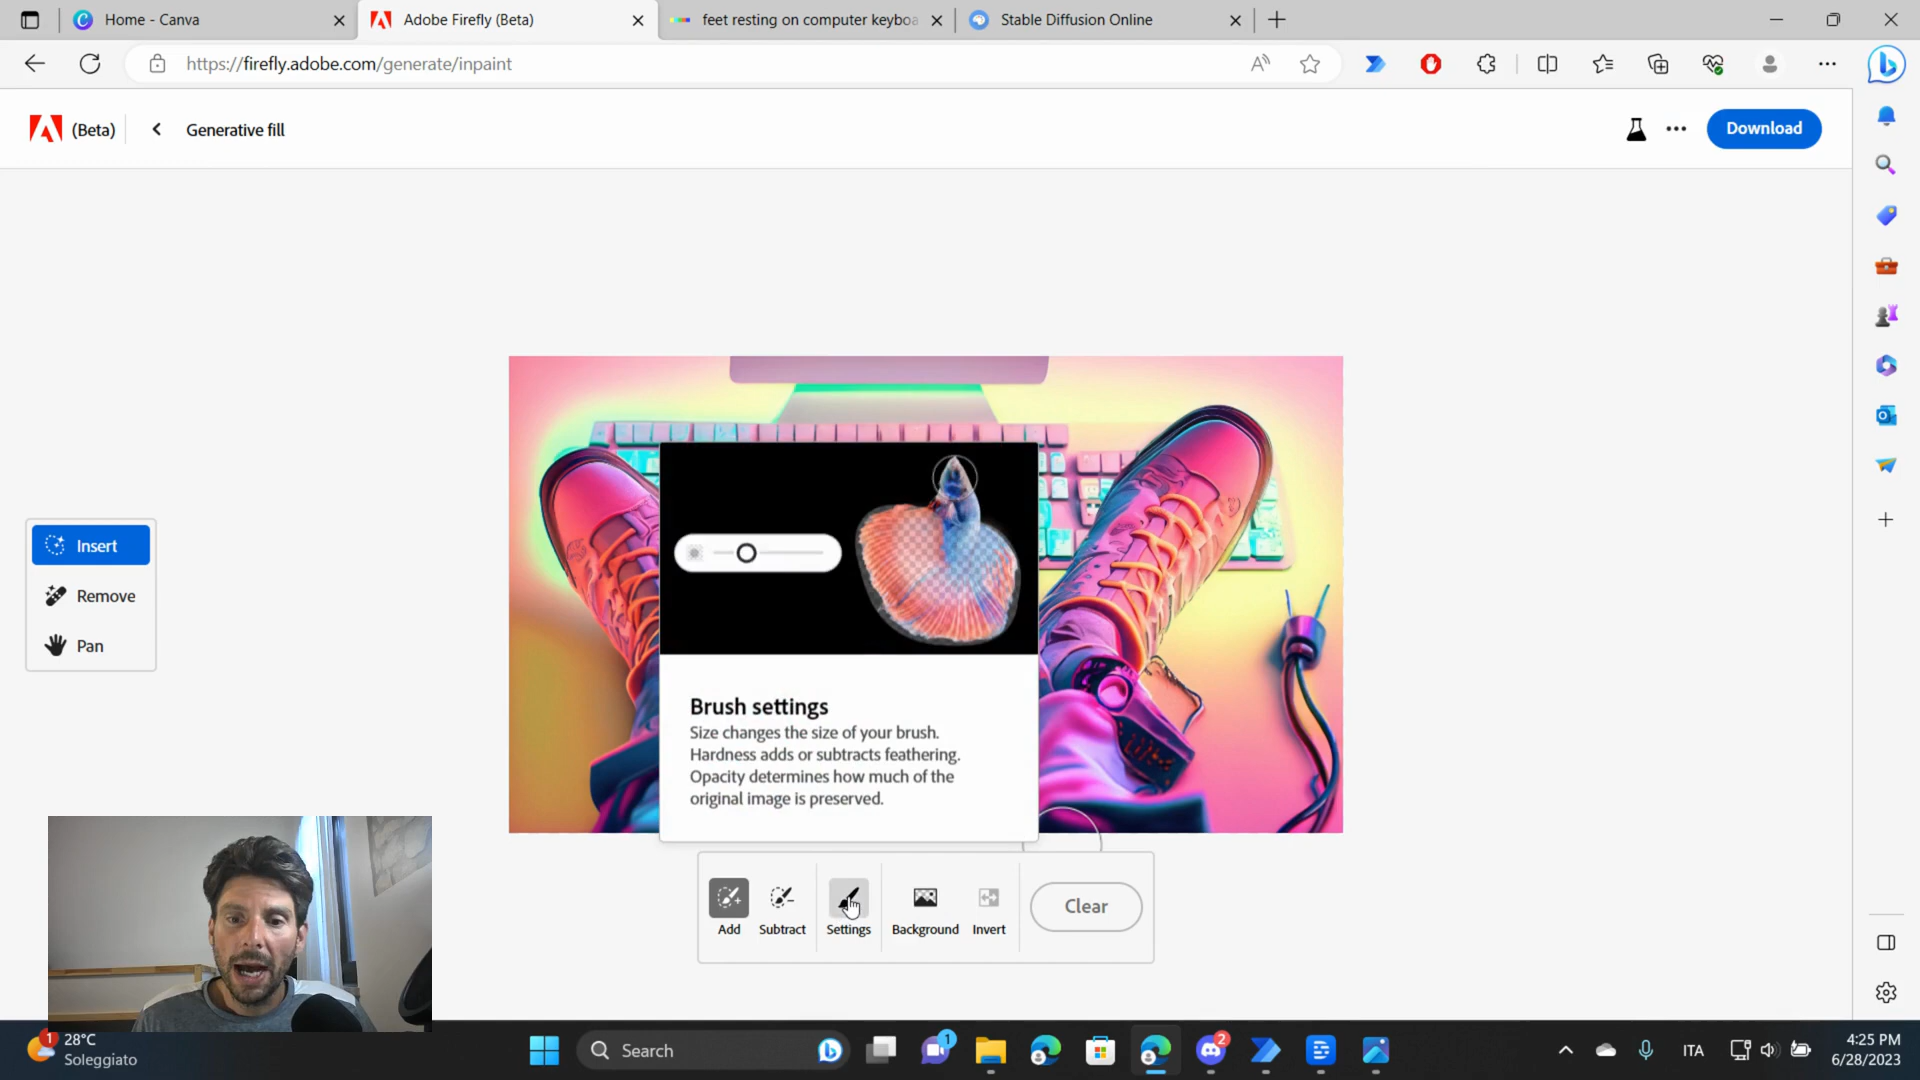 Home - Canva
Adobe Firefly (Beta)
feet resting on computer keyboa
Stable Diffusion Online
https://firefly.adobe.com/generate/inpaint
(Beta)
Generative fill
Download
Insert
Remove
Pan
Brush settings
Size changes the size of your brush.
Hardness adds or subtracts feathering.
Opacity determines how much of the
original image is preserved.
Add
Subtract
Settings
Background
Invert
Clear
1
28°C
Soleggiato
Search
1
2
ITA
4:25 PM
6/28/2023